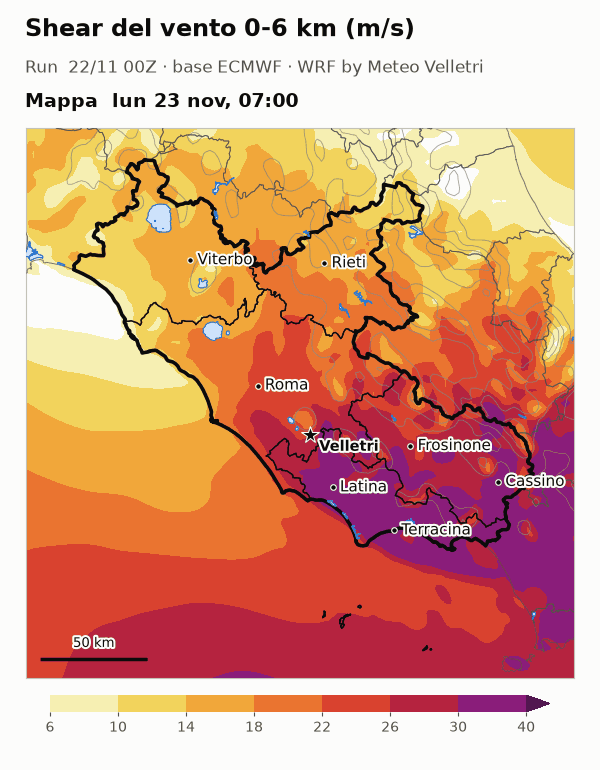 Shear del vento 0-6 km (m/s)
Run  22/11 00Z · base ECMWF · WRF by Meteo Velletri
Mappa  lun 23 nov, 07:00
Viterbo
Rieti
Roma
Velletri
Frosinone
Latina
Cassino
Terracina
50 km
6 10 14 18 22 26 30 40